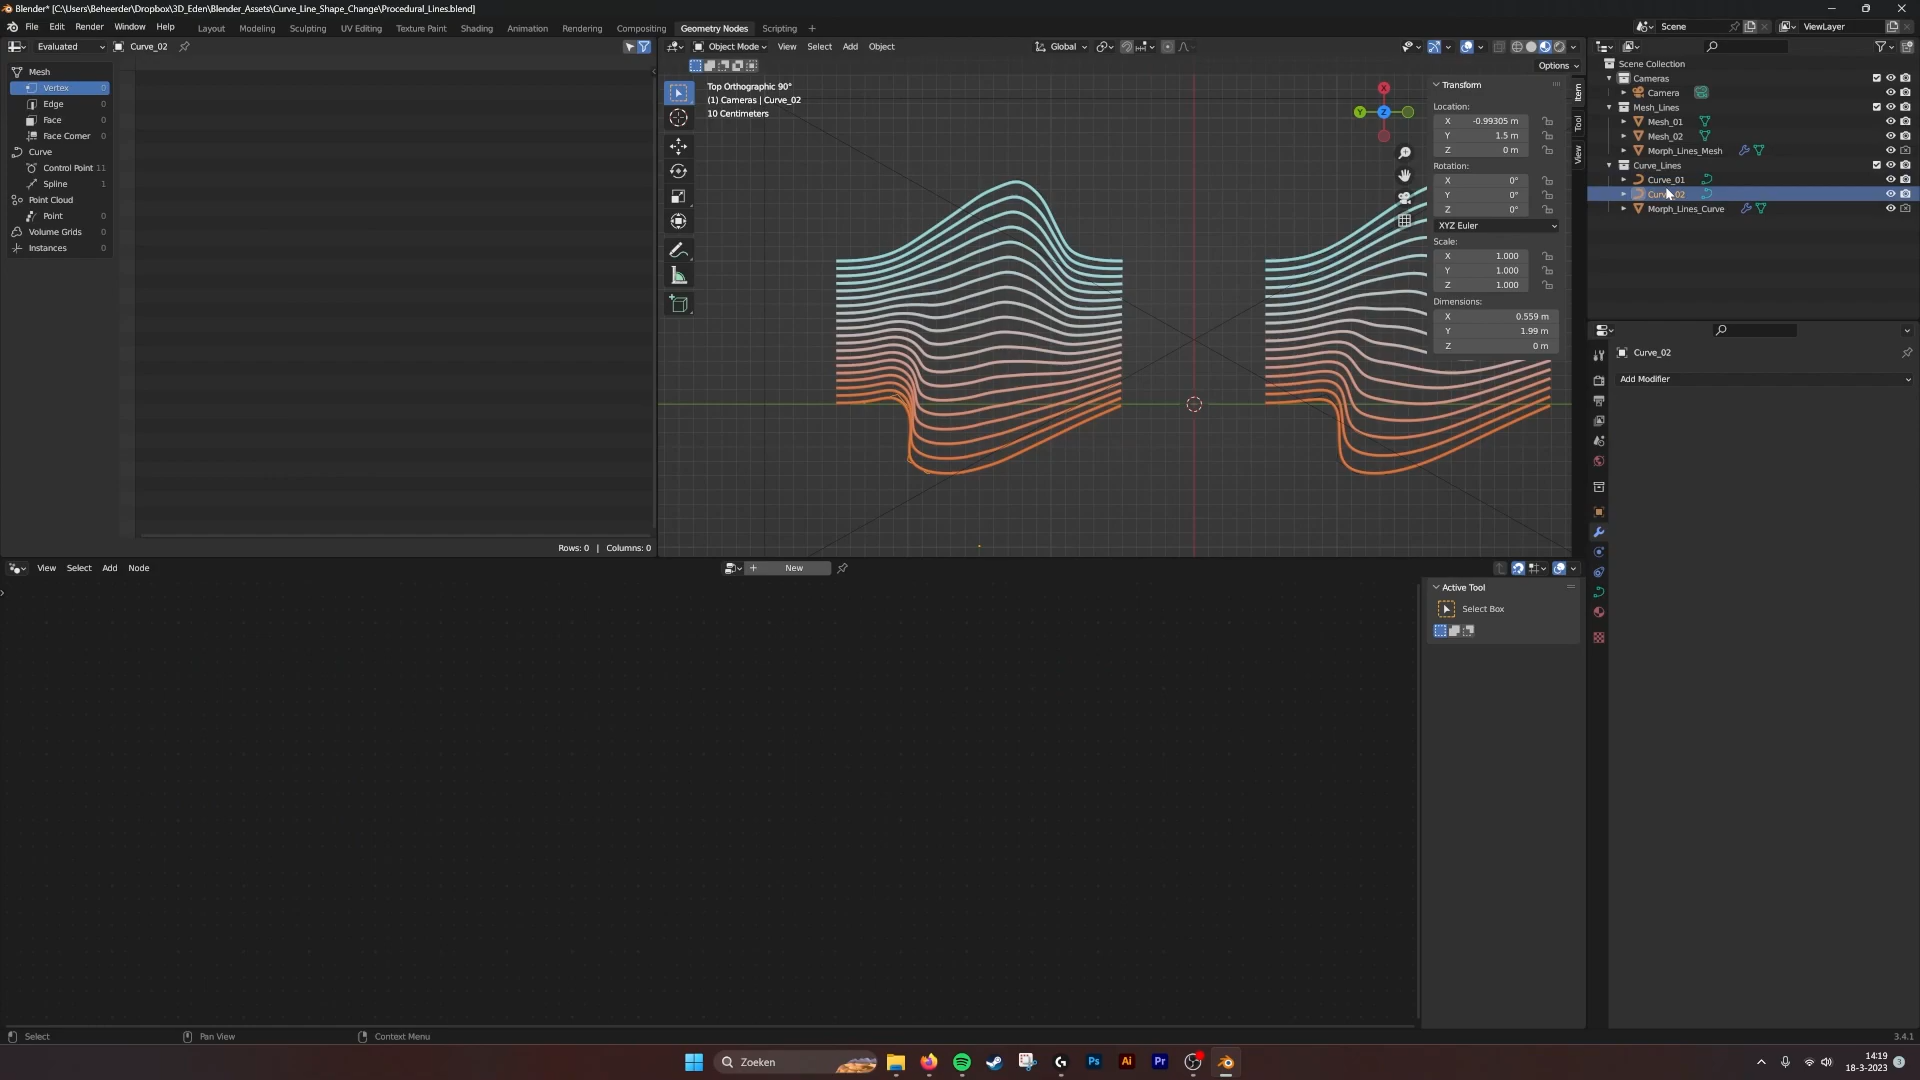 Blender* [C:\Users\Beheerder\Dropbox\3D_Eden\Blender_Assets\Curve_Line_Shape_Change\Procedural_Lines.blend]
File Edit Render Window Help Layout Modeling Sculpting UV Editing Texture Paint Shading Animation Rendering Compositing Geometry Nodes Scripting + Scene ViewLayer
Evaluated Curve_02 Object Mode View Select Add Object Global
Options
Mesh
Vertex 0
Edge 0
Face 0
Face Corner 0
Curve
Control Point 11
Spline 1
Point Cloud
Point 0
Volume Grids 0
Instances 0
Rows: 0 | Columns: 0
Top Orthographic 90°
(1) Cameras | Curve_02
10 Centimeters
X
Y
Z
Transform
Location:
X -0.99305 m
Y 1.5 m
Z 0 m
Rotation:
X 0°
Y 0°
Z 0°
XYZ Euler
Scale:
X 1.000
Y 1.000
Z 1.000
Dimensions:
X 0.559 m
Y 1.99 m
Z 0 m
Item
Tool
View
Scene Collection
Cameras
Camera
Mesh_Lines
Mesh_01
Mesh_02
Morph_Lines_Mesh
Curve_Lines
Curve_01
Curve_02
Morph_Lines_Curve
Curve_02
Add Modifier
View Select Add Node + New
Active Tool
Select Box
Select Pan View Context Menu 3.4.1
Zoeken Ps Ai Pr
14:19
18-3-2023 3